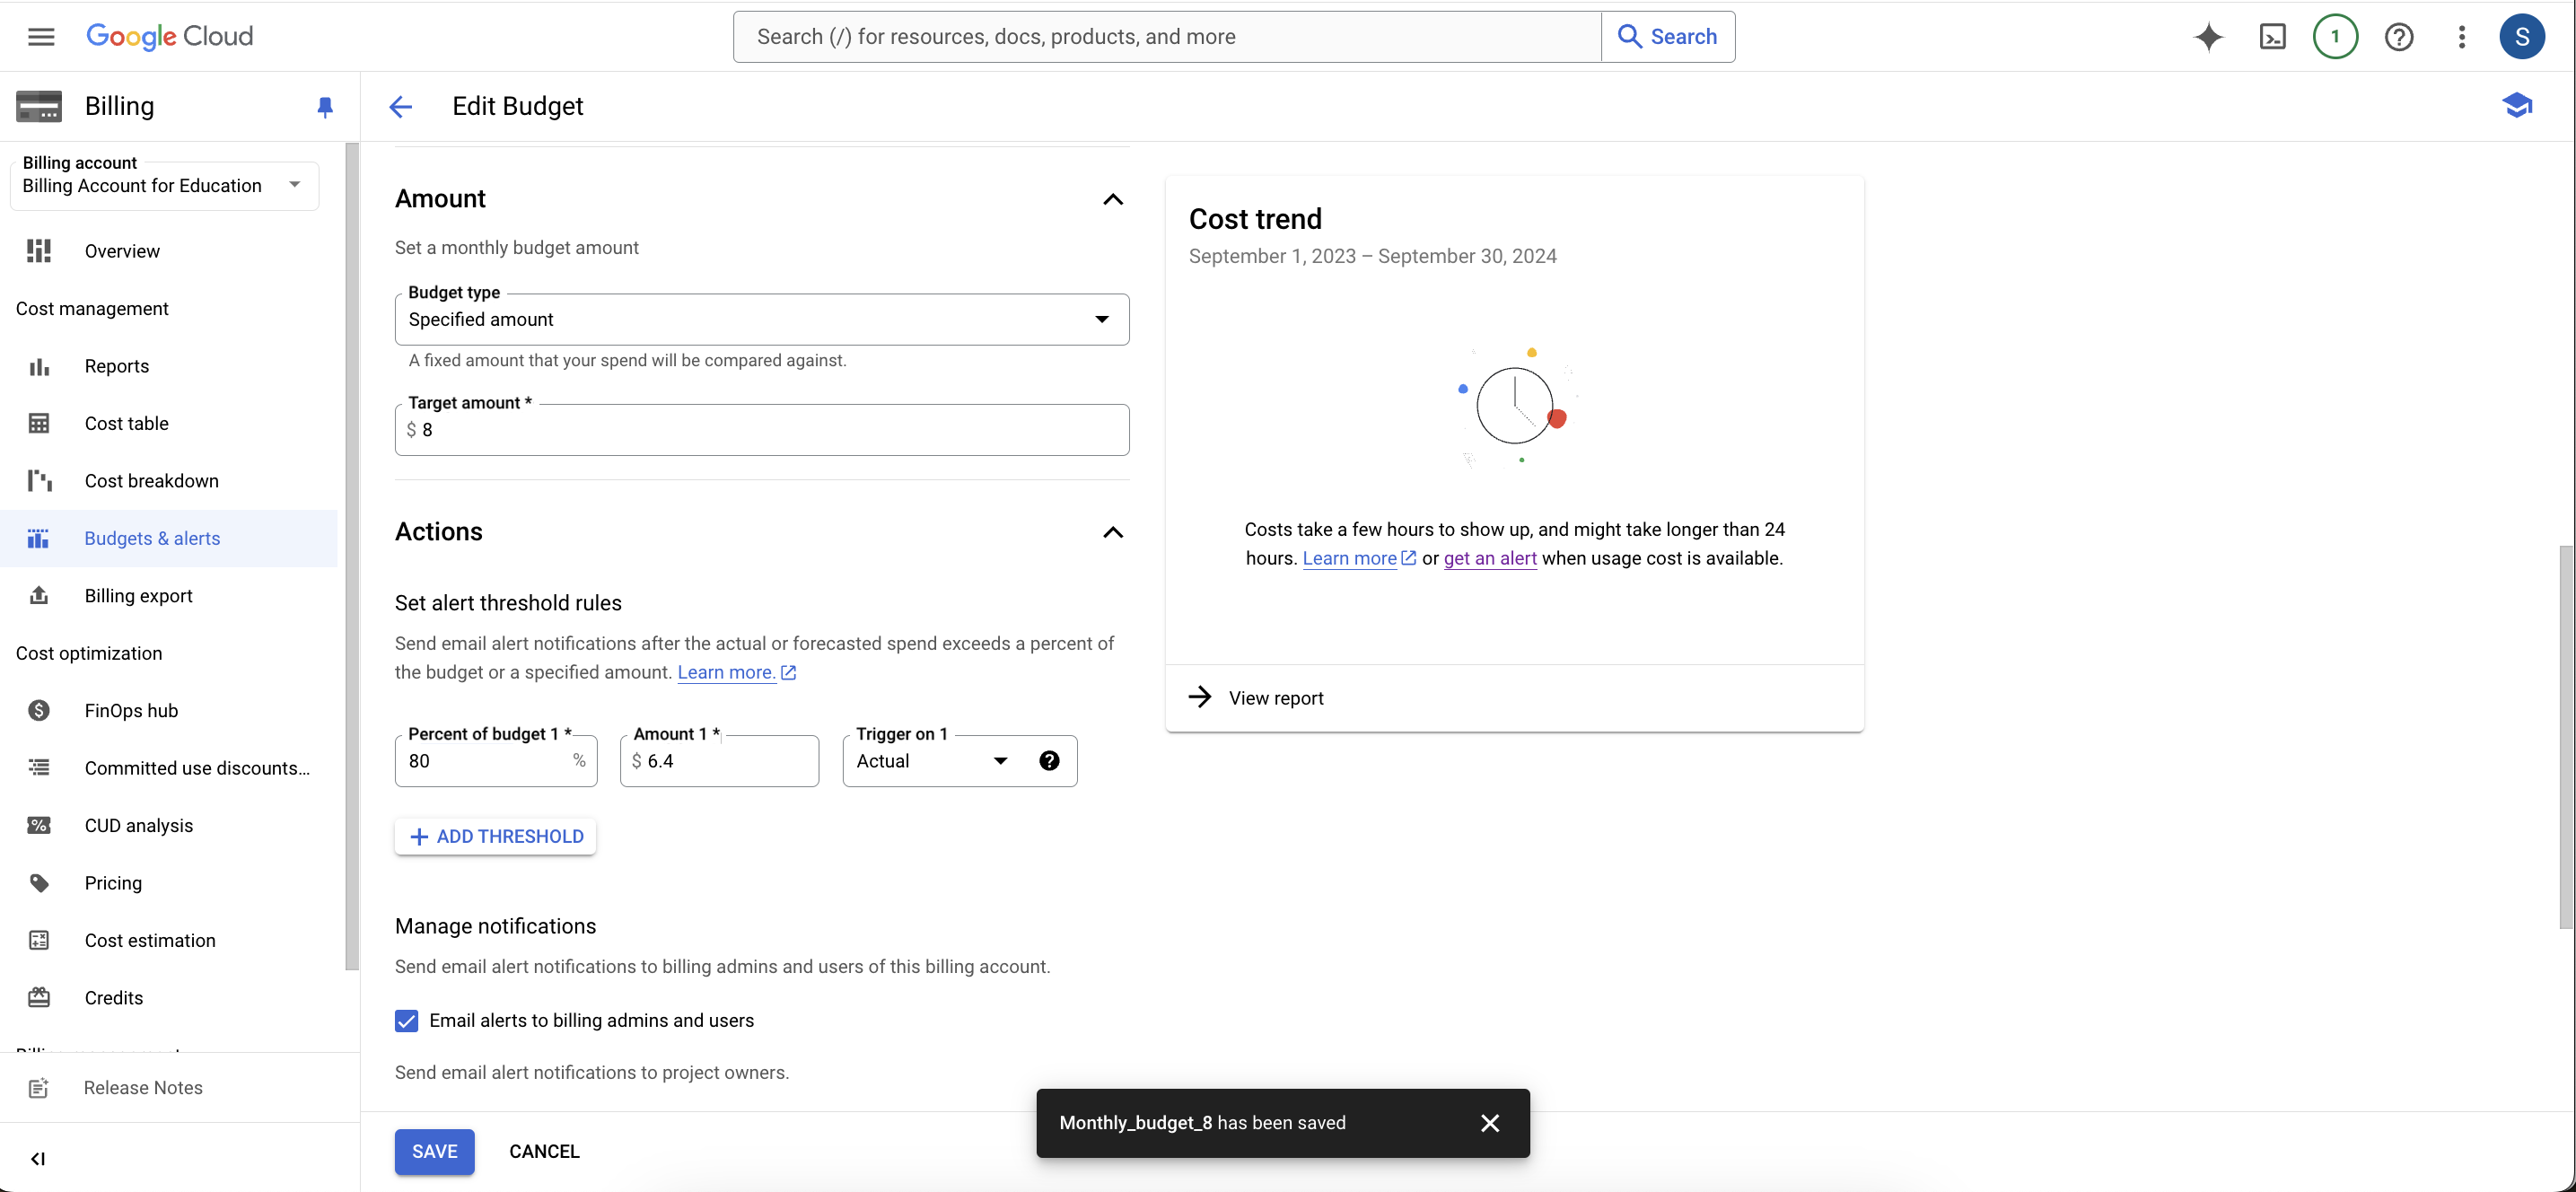 Google Cloud
Search (/) for resources, docs, products, and more
Search
1
S
Billing
Edit Budget
Billing account
Billing Account for Education
Overview
Cost management
Reports
Cost table
Cost breakdown
Budgets & alerts
Billing export
Cost optimization
FinOps hub
Committed use discounts...
CUD analysis
Pricing
Cost estimation
Credits
Release Notes
Amount
Set a monthly budget amount
Budget type
Specified amount
A fixed amount that your spend will be compared against.
Target amount *
$ 8
Actions
Set alert threshold rules
Send email alert notifications after the actual or forecasted spend exceeds a percent of
the budget or a specified amount. Learn more.
Percent of budget 1 *
80 %
Amount 1 *
$ 6.4
Trigger on 1
Actual
+ ADD THRESHOLD
Manage notifications
Send email alert notifications to billing admins and users of this billing account.
Email alerts to billing admins and users
Send email alert notifications to project owners.
SAVE
CANCEL
Cost trend
September 1, 2023 – September 30, 2024
Costs take a few hours to show up, and might take longer than 24
hours. Learn more or get an alert when usage cost is available.
View report
Monthly_budget_8 has been saved